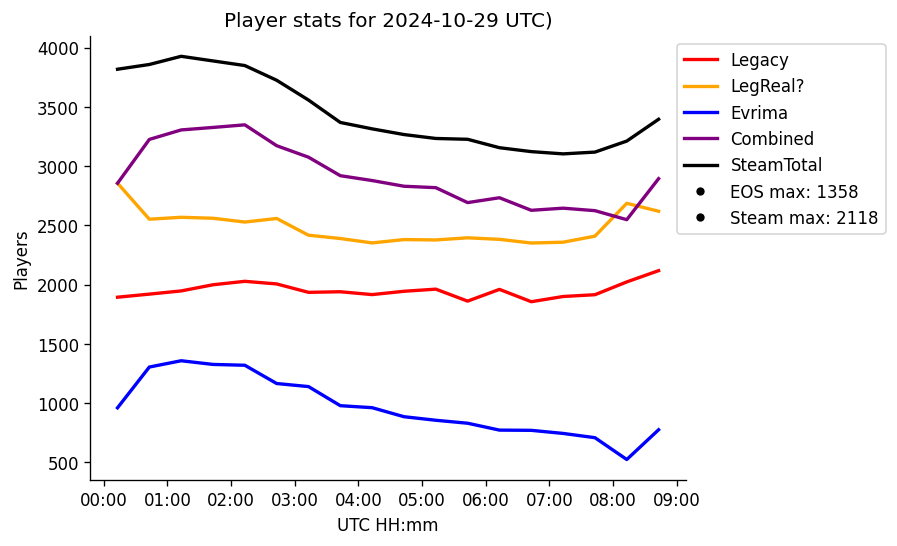 Player stats for 2024-10-29 UTC)
4000
3500
3000
2500
2000
1500
1000
500
Players
00:00 01:00 02:00 03:00 04:00 05:00 06:00 07:00 08:00 09:00
UTC HH:mm
Legacy
LegReal?
Evrima
Combined
SteamTotal
EOS max: 1358
Steam max: 2118